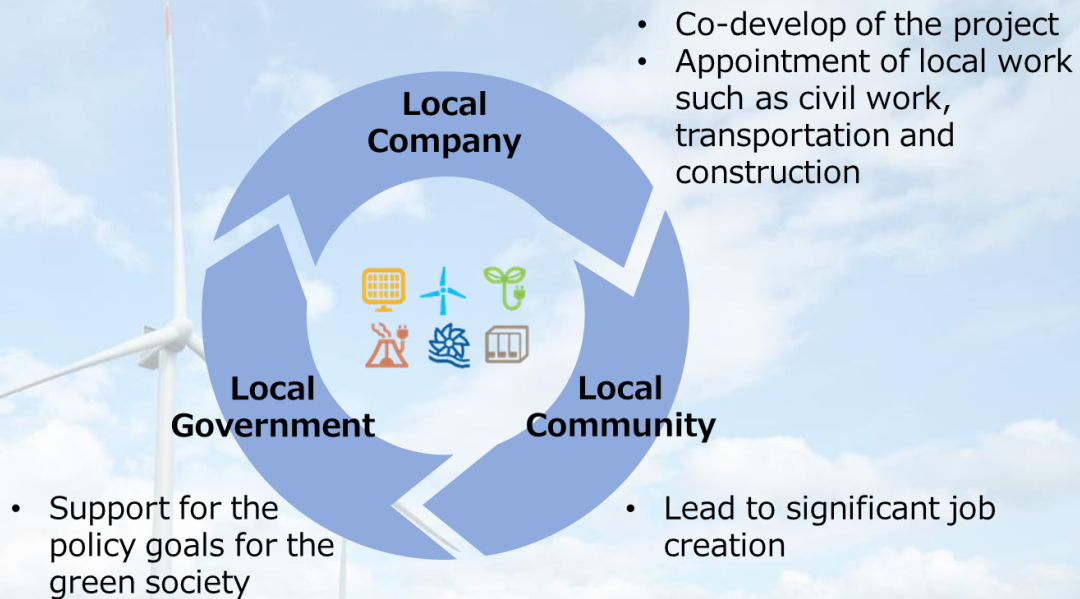 • Co-develop of the project
• Appointment of local work
such as civil work,
transportation and
construction
Local
Company
Local
Government
Local
Community
• Support for the
policy goals for the
green society
• Lead to significant job
creation